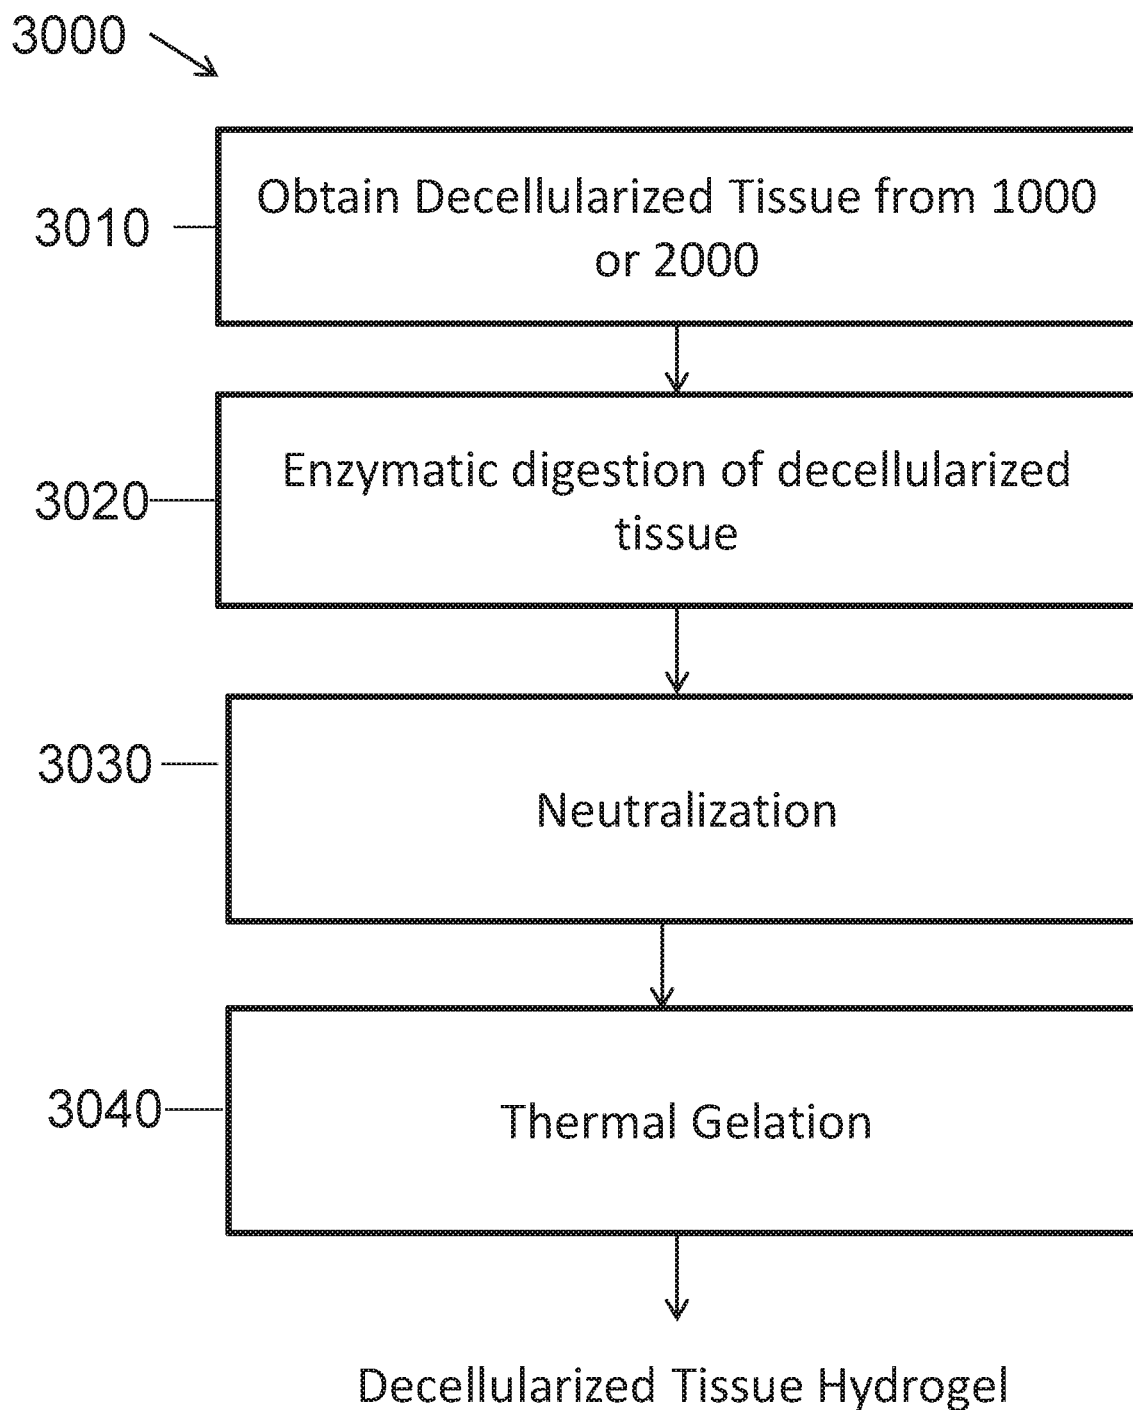 3000
3010
Obtain Decellularized Tissue from 1000
or 2000
3020
Enzymatic digestion of decellularized
tissue
3030
Neutralization
3040
Thermal Gelation
Decellularized Tissue Hydrogel